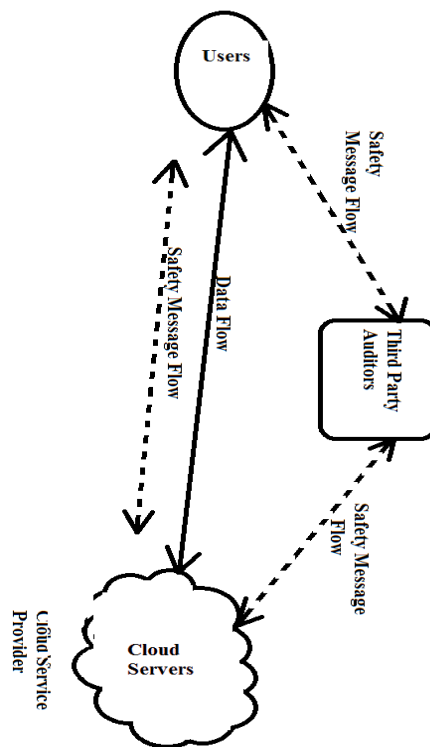 Users
Safety
Message Flow
Third Party
Auditors
Safety Message Flow
Data Flow
Safety Message
Flow
Cloud
Servers
Cloud Service
Provider